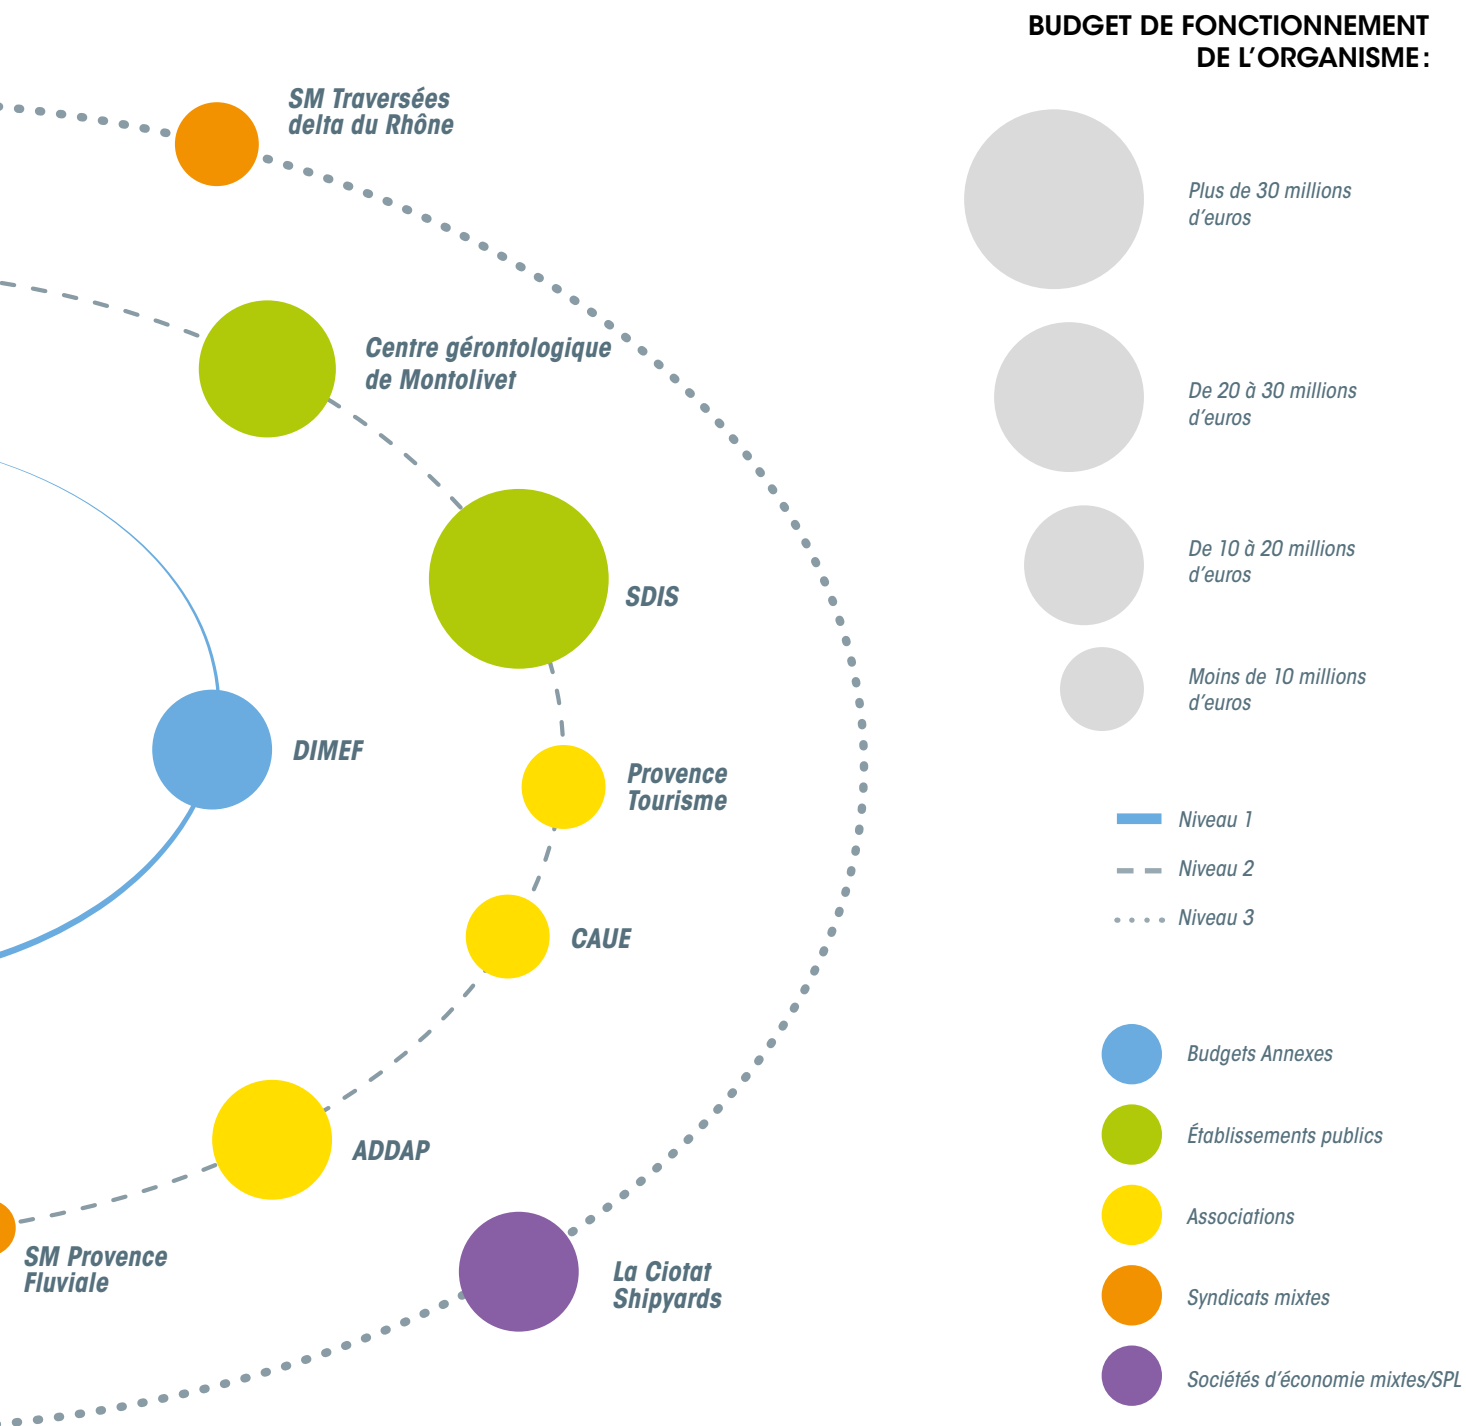 BUDGET DE FONCTIONNEMENT
DE L’ORGANISME :
SM Traversées
delta du Rhône
Centre gérontologique
de Montolivet
SDIS
DIMEF
Provence
Tourisme
CAUE
ADDAP
SM Provence
Fluviale
La Ciotat
Shipyards
Plus de 30 millions
d’euros
De 20 à 30 millions
d’euros
De 10 à 20 millions
d’euros
Moins de 10 millions
d’euros
Niveau 1
Niveau 2
Niveau 3
Budgets Annexes
Établissements publics
Associations
Syndicats mixtes
Sociétés d’économie mixtes/SPL